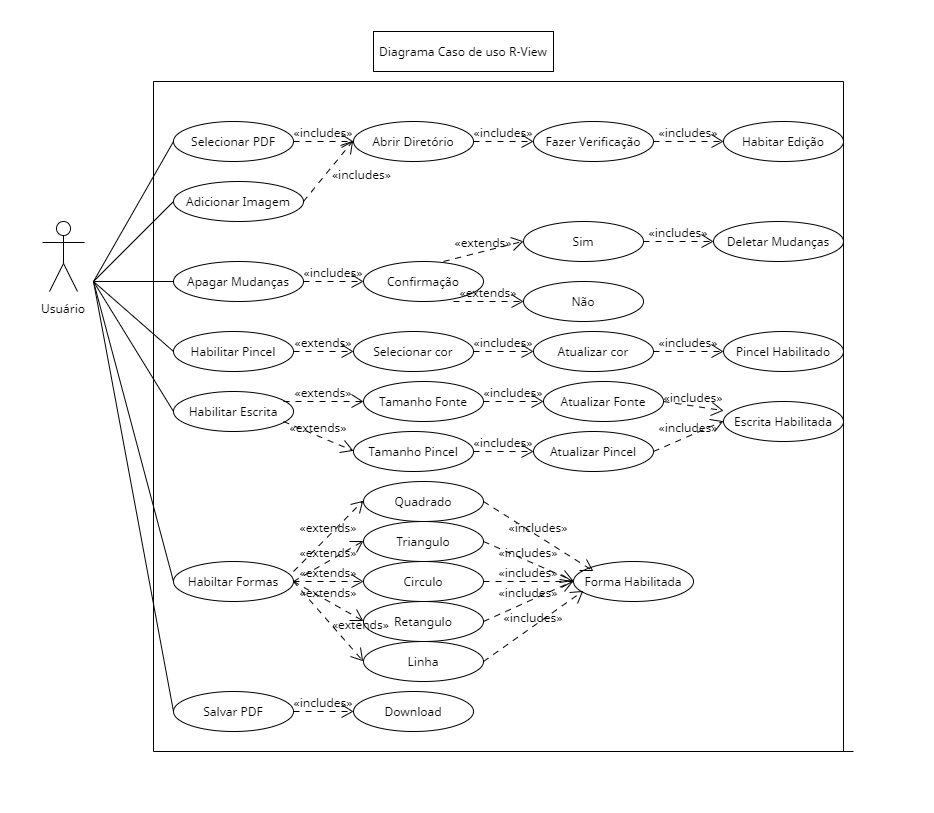 Diagrama Caso de uso R-View
Selecionar PDF
«includes»
Abrir Diretório
«includes»
Fazer Verificação
«includes»
Habitar Edição
«includes»
Adicionar Imagem
Usuário
«extends»
Sim
«includes»
Deletar Mudanças
Apagar Mudanças
«includes»
Confirmação
«extends»
Não
Habilitar Pincel
«extends»
Selecionar cor
«includes»
Atualizar cor
«includes»
Pincel Habilitado
Habilitar Escrita
«extends»
Tamanho Fonte
«includes»
Atualizar Fonte
«includes»
Escrita Habilitada
«extends»
Tamanho Pincel
«includes»
Atualizar Pincel
«includes»
Quadrado
«extends»
«includes»
Triangulo
«extends»
«includes»
Habiltar Formas
«extends»
Circulo
«includes»
Forma Habilitada
«extends»
«includes»
Retangulo
«extends»
«includes»
Linha
Salvar PDF
«includes»
Download